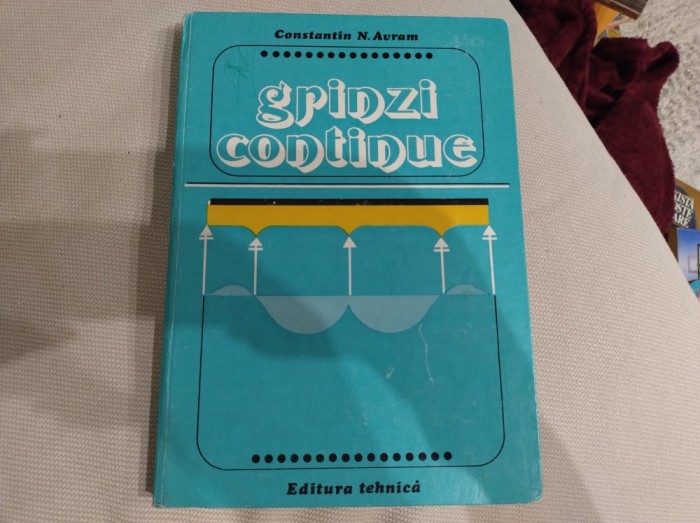 Constantin N. Avram
grinzi
continue
Editura tehnică